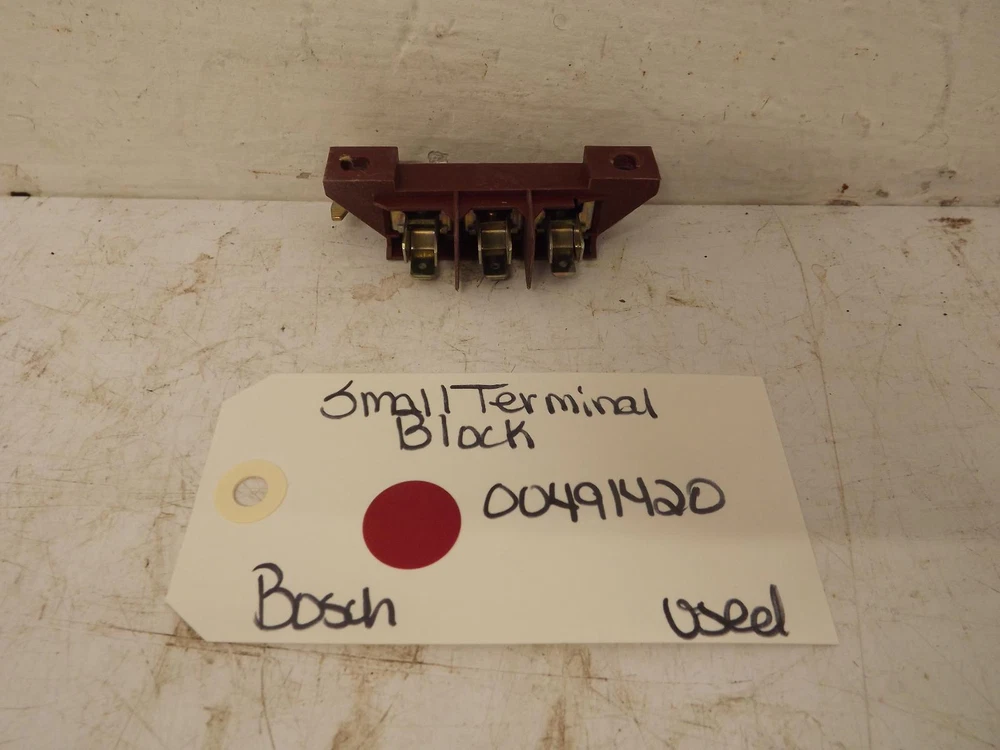 Small Terminal
Block
00491420
Bosch
Used